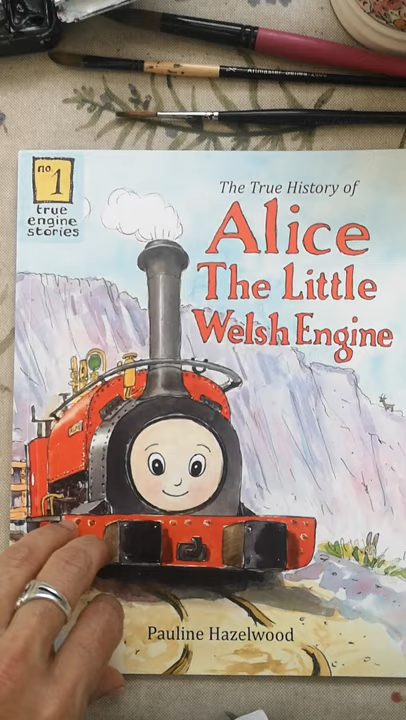 no.
1
true
engine
stories
The True History of
Alice
The Little
Welsh Engine
Pauline Hazelwood